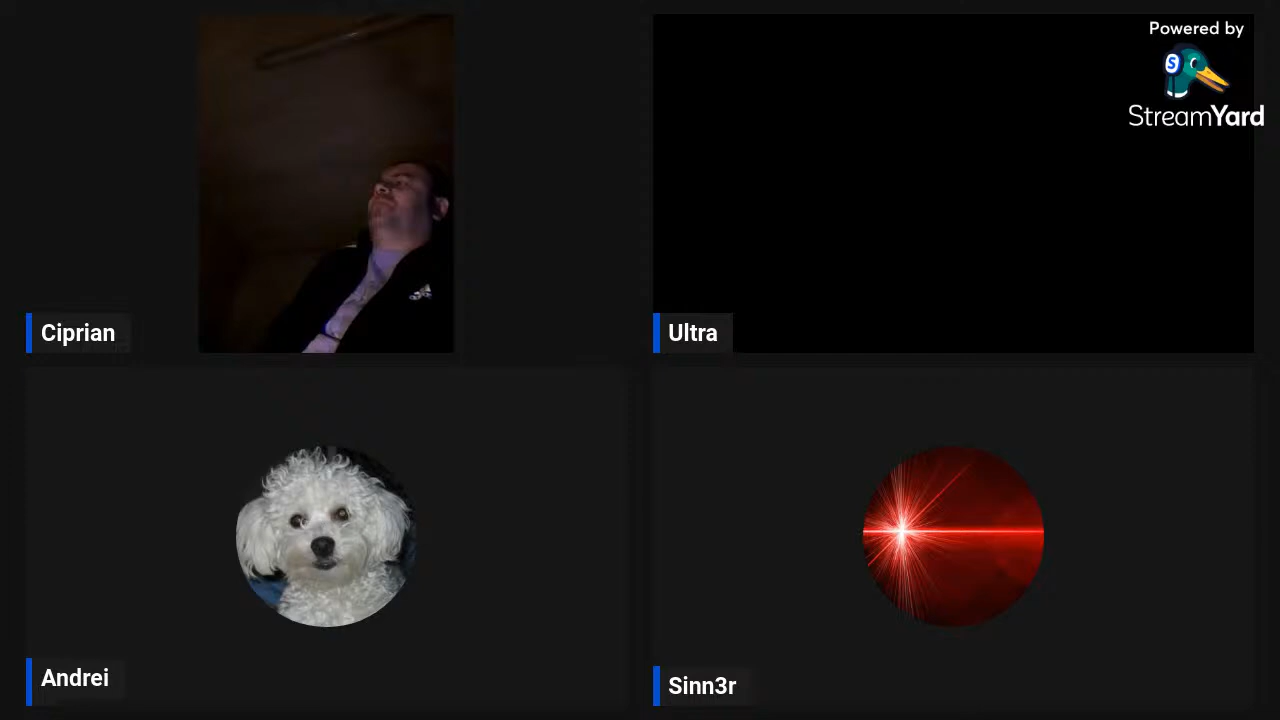 Powered by
S
StreamYard
Ciprian
Ultra
Andrei
Sinn3r